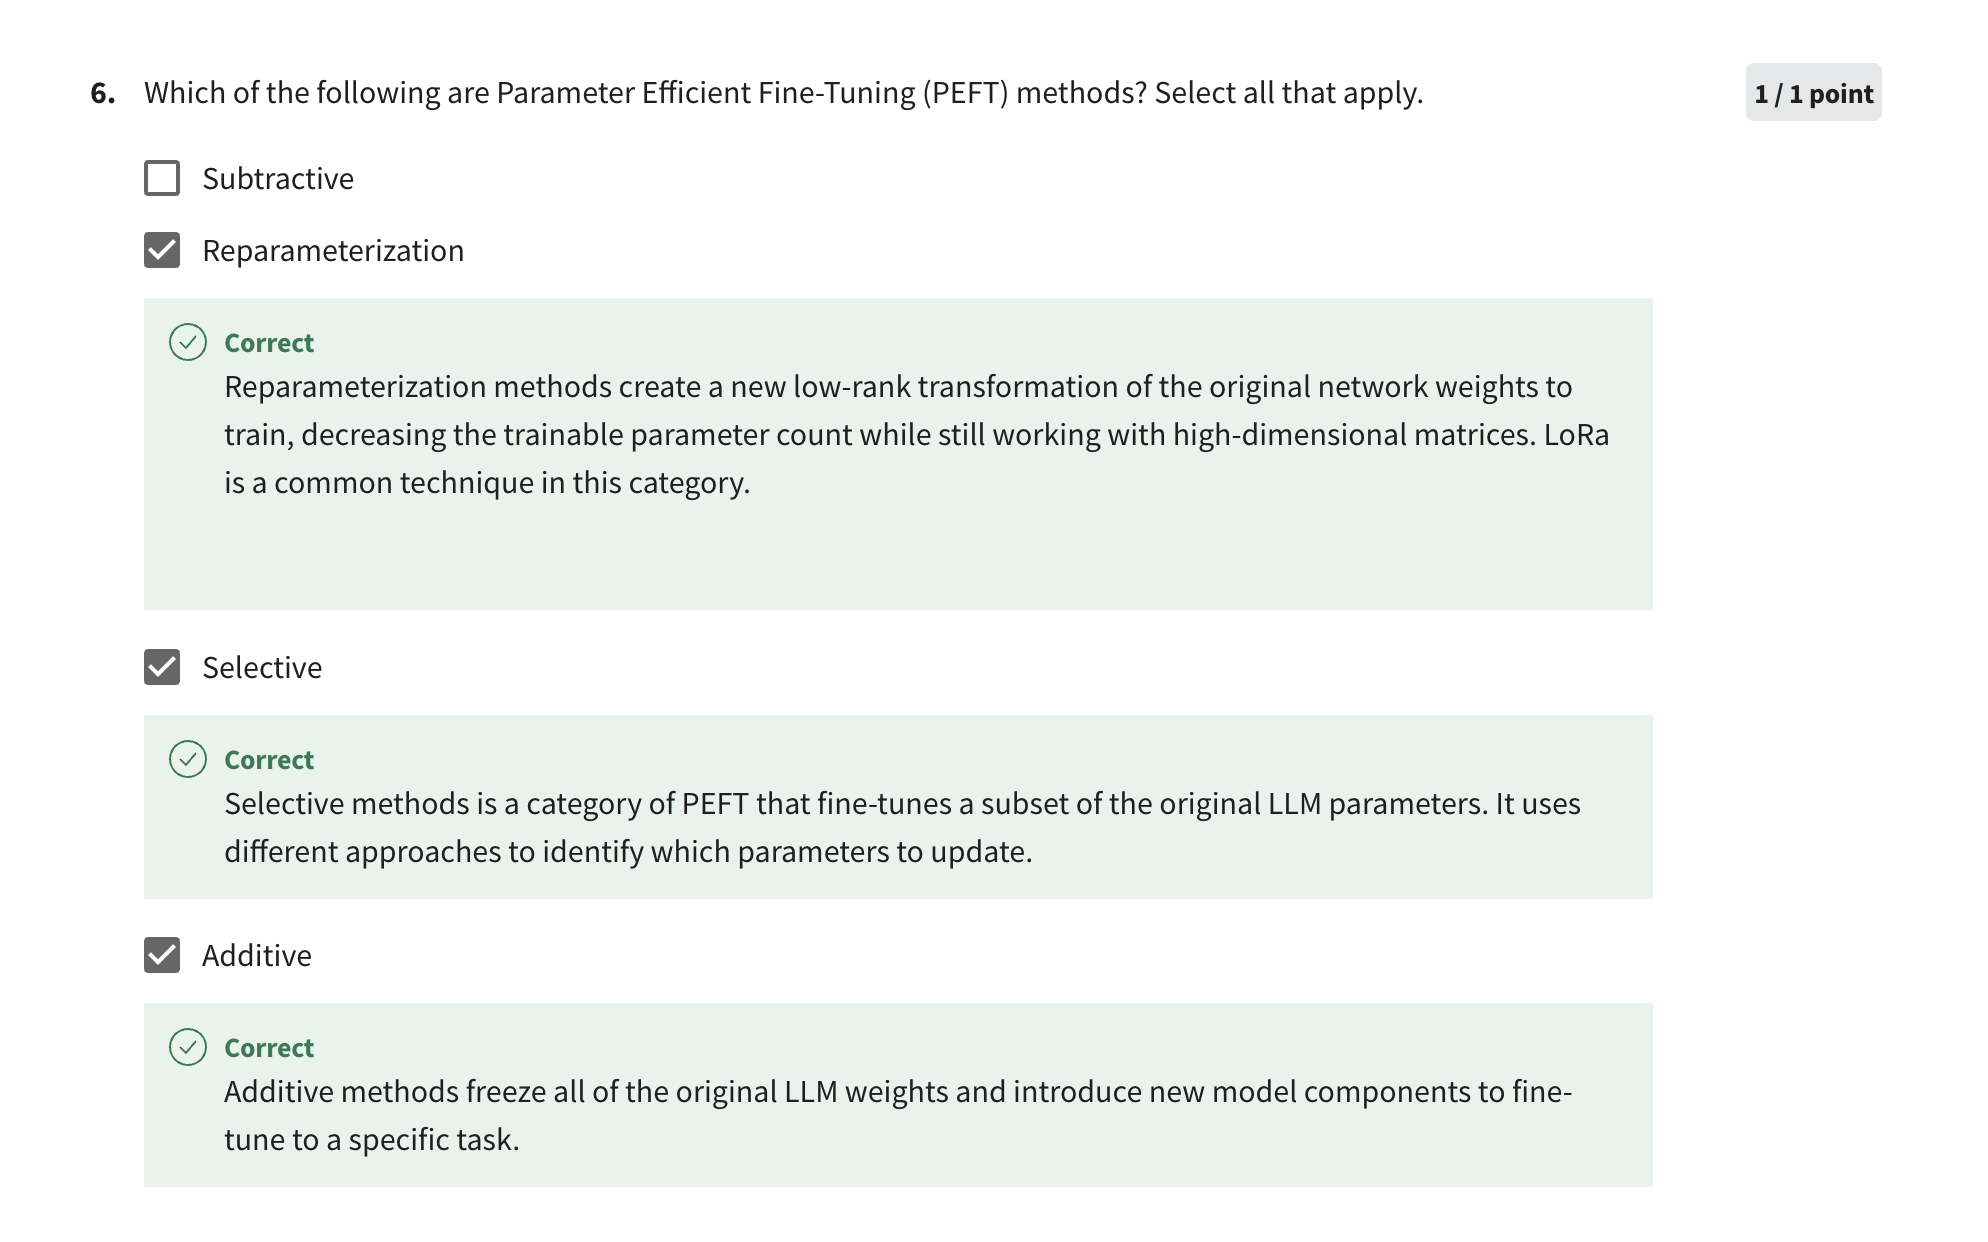 6. Which of the following are Parameter Efficient Fine-Tuning (PEFT) methods? Select all that apply.
1 / 1 point
Subtractive
Reparameterization
Correct
Reparameterization methods create a new low-rank transformation of the original network weights to
train, decreasing the trainable parameter count while still working with high-dimensional matrices. LoRa
is a common technique in this category.
Selective
Correct
Selective methods is a category of PEFT that fine-tunes a subset of the original LLM parameters. It uses
different approaches to identify which parameters to update.
Additive
Correct
Additive methods freeze all of the original LLM weights and introduce new model components to fine-
tune to a specific task.